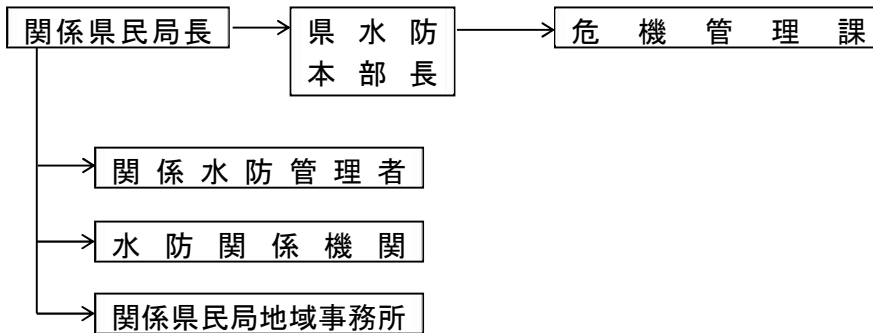 関係県民局長
県水防
本部長
危機管理課
関係水防管理者
水防関係機関
関係県民局地域事務所